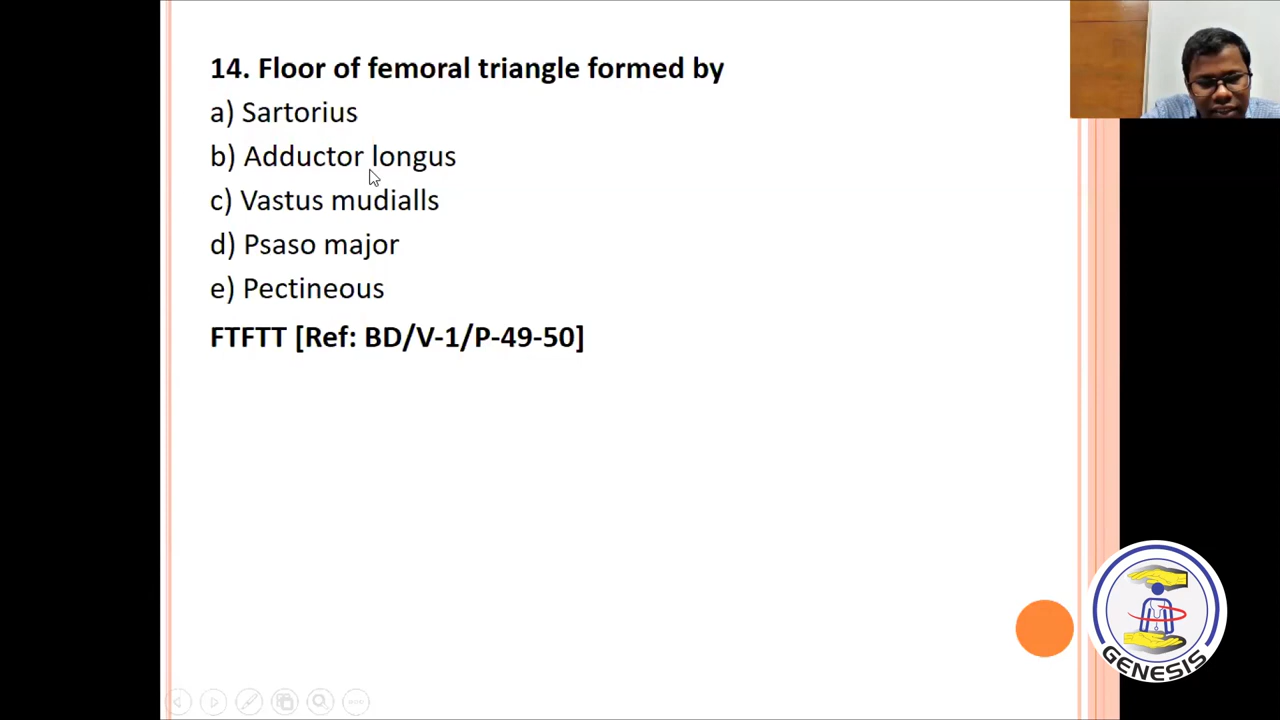 14. Floor of femoral triangle formed by
a) Sartorius
b) Adductor longus
c) Vastus mudialls
d) Psaso major
e) Pectineous
FTFTT [Ref: BD/V-1/P-49-50]
GENESIS